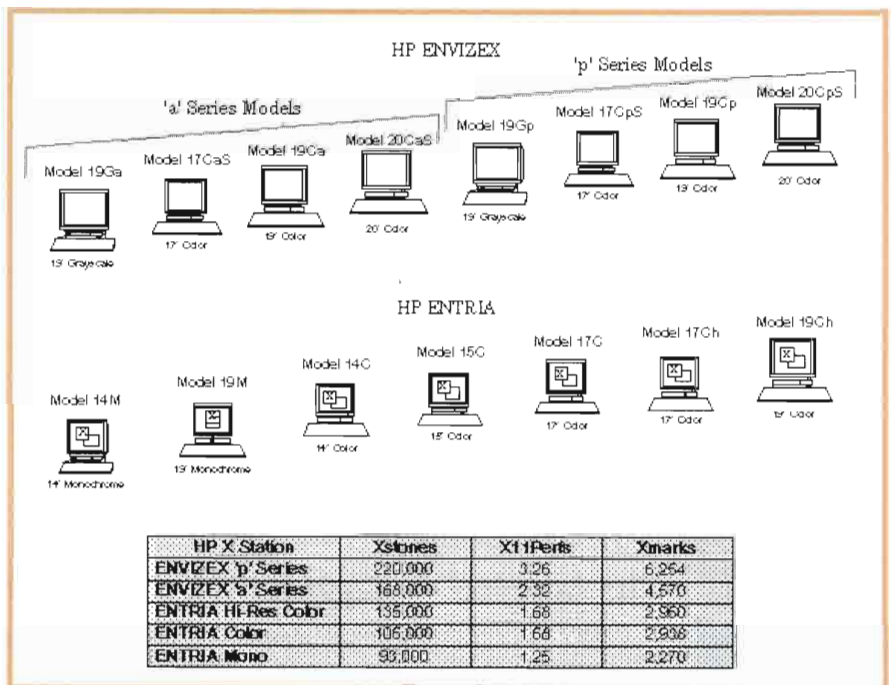 HP ENVIZEX
'p' Series Models
'a' Series Models
Model 19Ga
Model 17CaS
Model 19Ca
Model 20CaS
Model 19Gp
Model 17CpS
Model 19Cp
Model 20CpS
19" Grayscale
17" Color
19" Color
20" Color
19" Grayscale
17" Color
19" Color
20" Color
HP ENTRIA
Model 14M
Model 19M
Model 14C
Model 15C
Model 17C
Model 17Ch
Model 19Ch
X
X
X
X
X
X
X
14" Monochrome
19" Monochrome
14" Color
15" Color
17" Color
17" Color
19" Color
HP X Station Xstones X11Perfs Xmarks
ENVIZEX 'p' Series 220,000 3.26 6,254
ENVIZEX 'a' Series 168,000 2.32 4,570
ENTRIA Hi-Res Color 135,000 1.68 2,960
ENTRIA Color 1.68
ENTRIA Mono 93,000 1.25 2,270